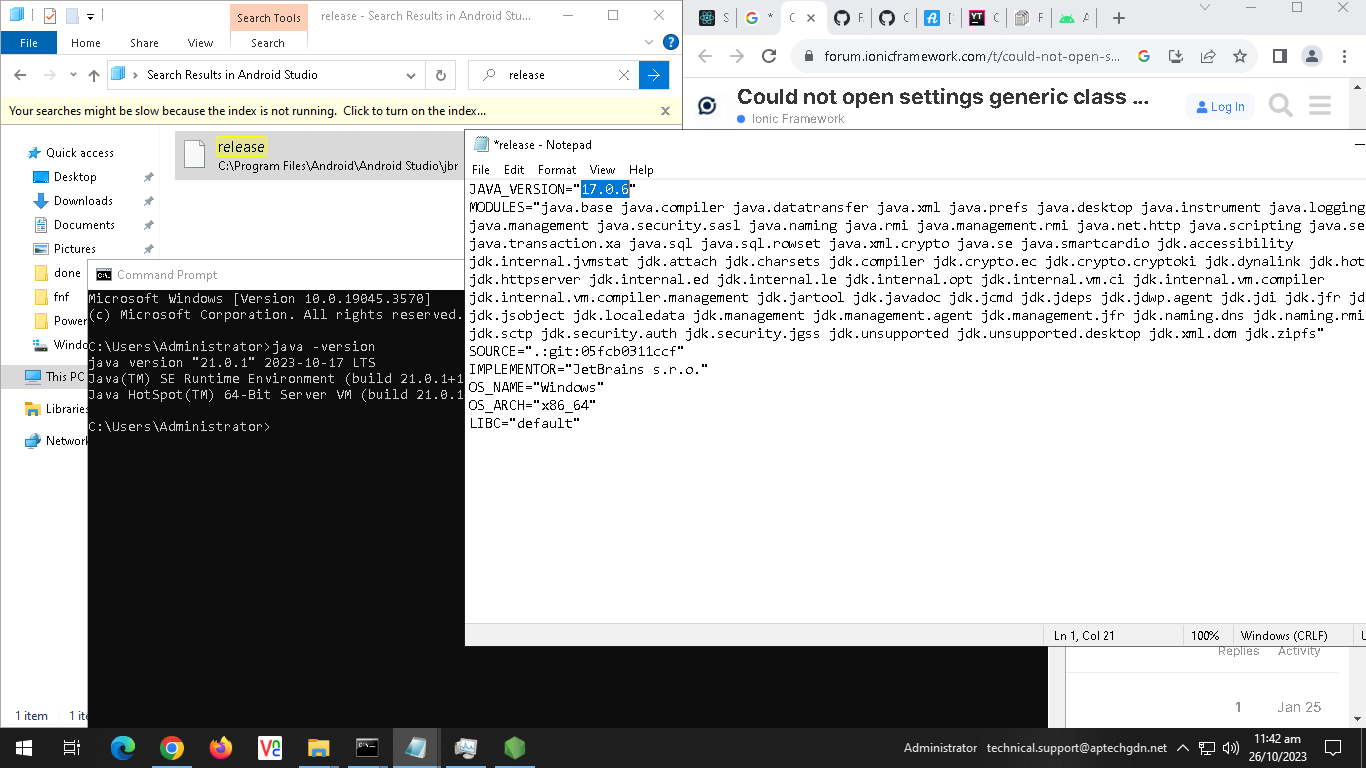 Search Tools
release - Search Results in Android Stu...
File
Home
Share
View
Search
Search Results in Android Studio
release
Your searches might be slow because the index is not running. Click to turn on the index...
Quick access
Desktop
Downloads
Documents
Pictures
done
fnf
Power
Windo
This PC
Libraries
Network
release
C:\Program Files\Android\Android Studio\jbr
1 item
1 ite
Command Prompt
Microsoft Windows [Version 10.0.19045.3570]
(c) Microsoft Corporation. All rights reserved.
C:\Users\Administrator>java -version
java version "21.0.1" 2023-10-17 LTS
Java(TM) SE Runtime Environment (build 21.0.1+1
Java HotSpot(TM) 64-Bit Server VM (build 21.0.1
C:\Users\Administrator>
forum.ionicframework.com/t/could-not-open-s...
Could not open settings generic class ...
Ionic Framework
Log In
*release - Notepad
File
Edit
Format
View
Help
JAVA_VERSION="17.0.6"
MODULES="java.base java.compiler java.datatransfer java.xml java.prefs java.desktop java.instrument java.logging
java.management java.security.sasl java.naming java.rmi java.management.rmi java.net.http java.scripting java.se
java.transaction.xa java.sql java.sql.rowset java.xml.crypto java.se java.smartcardio jdk.accessibility
jdk.internal.jvmstat jdk.attach jdk.charsets jdk.compiler jdk.crypto.ec jdk.crypto.cryptoki jdk.dynalink jdk.hot
jdk.httpserver jdk.internal.ed jdk.internal.le jdk.internal.opt jdk.internal.vm.ci jdk.internal.vm.compiler
jdk.internal.vm.compiler.management jdk.jartool jdk.javadoc jdk.jcmd jdk.jdeps jdk.jdwp.agent jdk.jdi jdk.jfr jd
jdk.jsobject jdk.localedata jdk.management jdk.management.agent jdk.management.jfr jdk.naming.dns jdk.naming.rmi
jdk.sctp jdk.security.auth jdk.security.jgss jdk.unsupported jdk.unsupported.desktop jdk.xml.dom jdk.zipfs"
SOURCE=".:git:05fcb0311ccf"
IMPLEMENTOR="JetBrains s.r.o."
OS_NAME="Windows"
OS_ARCH="x86_64"
LIBC="default"
Ln 1, Col 21
100%
Windows (CRLF)
Replies
Activity
1
Jan 25
Administrator
technical.support@aptechgdn.net
11:42 am
26/10/2023